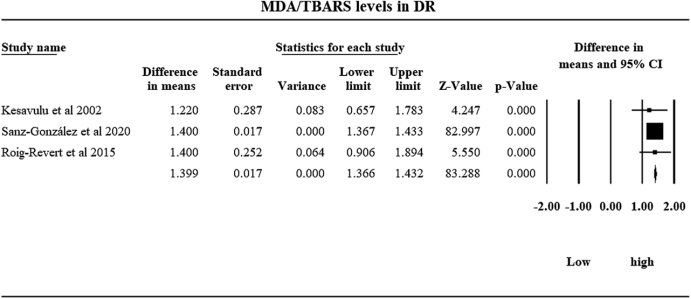 MDA/TBARS levels in DR
Study name Statistics for each study Difference in means and 95% CI
Difference in means Standard error Variance Lower limit Upper limit Z-Value p-Value
Kesavulu et al 2002 1.220 0.287 0.083 0.657 1.783 4.247 0.000
Sanz-González et al 2020 1.400 0.017 0.000 1.367 1.433 82.997 0.000
Roig-Revert et al 2015 1.400 0.252 0.064 0.906 1.894 5.550 0.000
1.399 0.017 0.000 1.366 1.432 83.288 0.000
-2.00 -1.00 0.00 1.00 2.00
Low high